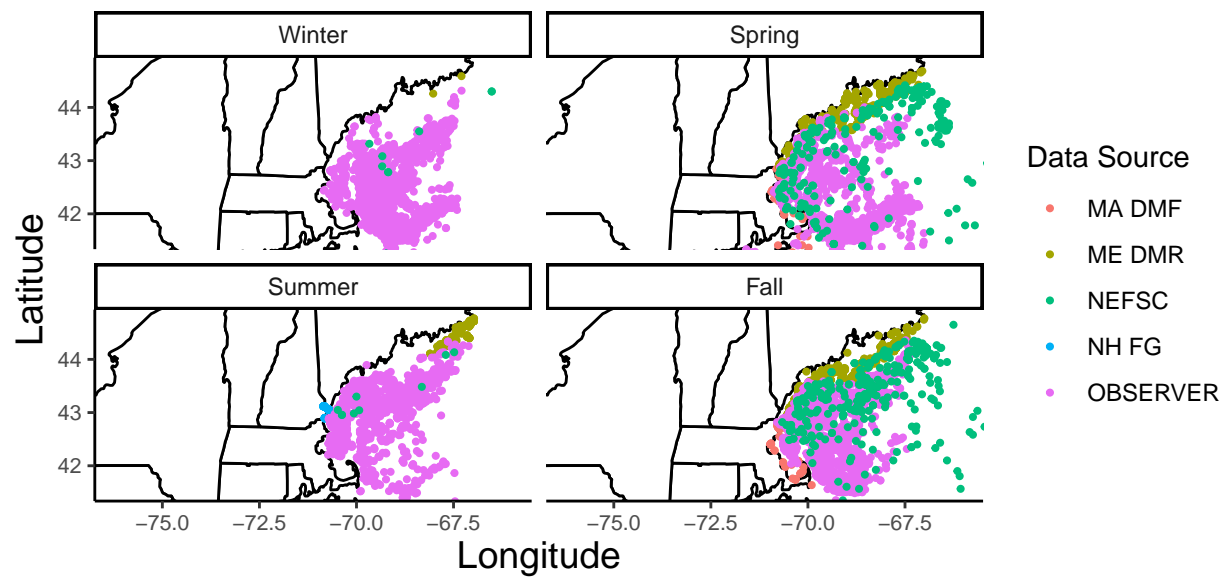 Winter
Spring
44
43
42
Summer
Fall
44
43
42
−75.0
−72.5
−70.0
−67.5
−75.0
−72.5
−70.0
−67.5
Longitude
Latitude
Data Source
MA DMF
ME DMR
NEFSC
NH FG
OBSERVER